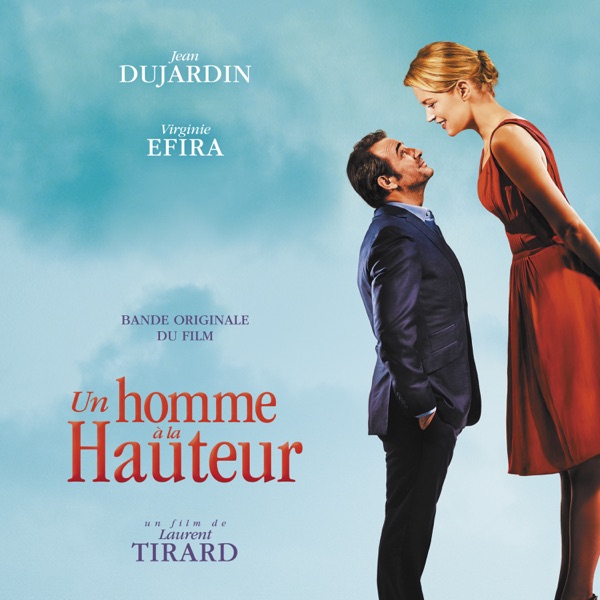 Jean
DUJARDIN
Virginie
EFIRA
BANDE ORIGINALE
DU FILM
Un homme
à la
Hauteur
un film de
Laurent
TIRARD